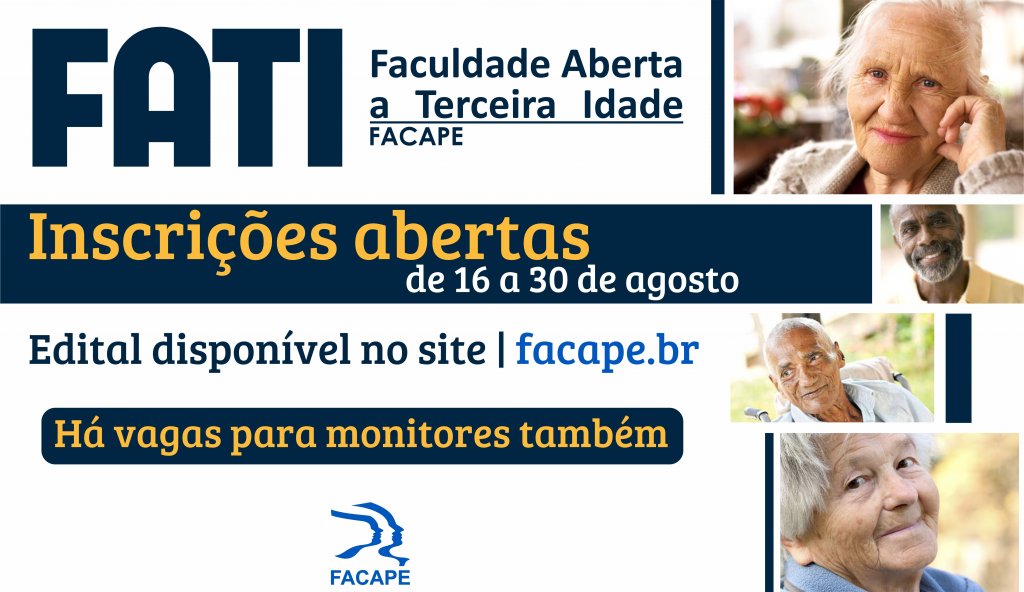 FATI
Faculdade Aberta
a Terceira Idade
FACAPE
Inscrições abertas
de 16 a 30 de agosto
Edital disponível no site | facape.br
Há vagas para monitores também
FACAPE